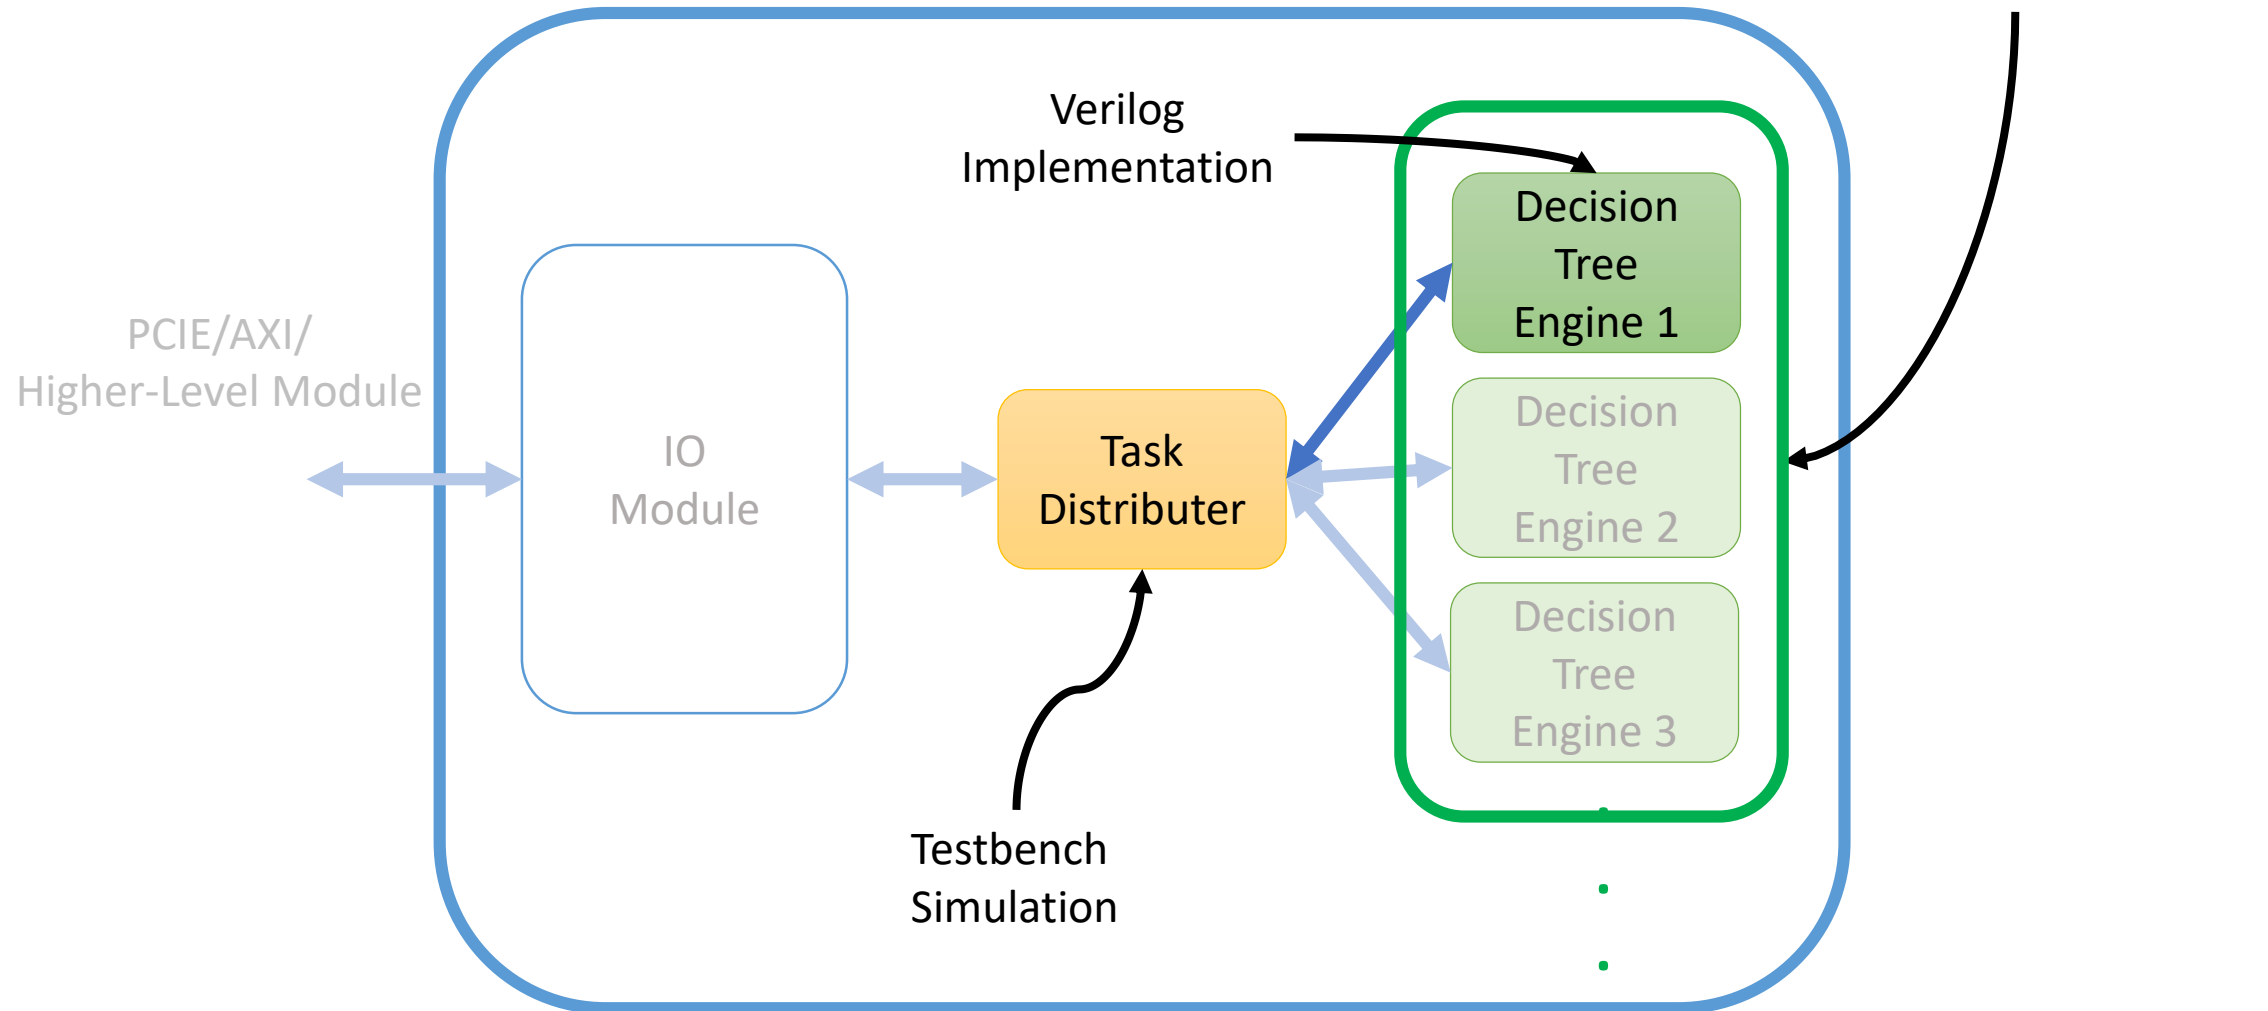 Verilog
Implementation
Decision
Tree
Engine 1
PCIE/AXI/
Higher-Level Module
IO
Module
Task
Distributer
Decision
Tree
Engine 2
Decision
Tree
Engine 3
Testbench
Simulation